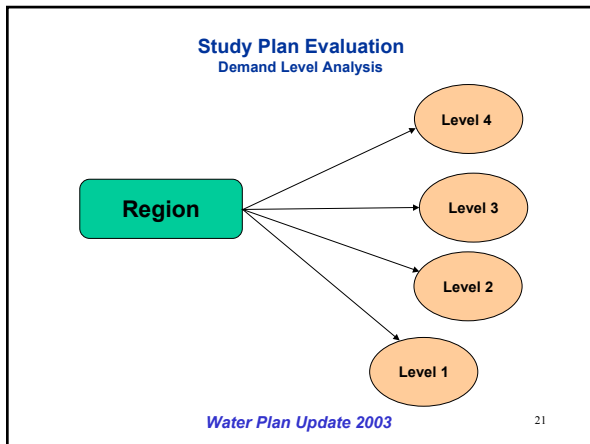 Study Plan Evaluation
Demand Level Analysis
Level 4
Region
Level 3
Level 2
Level 1
Water Plan Update 2003
21